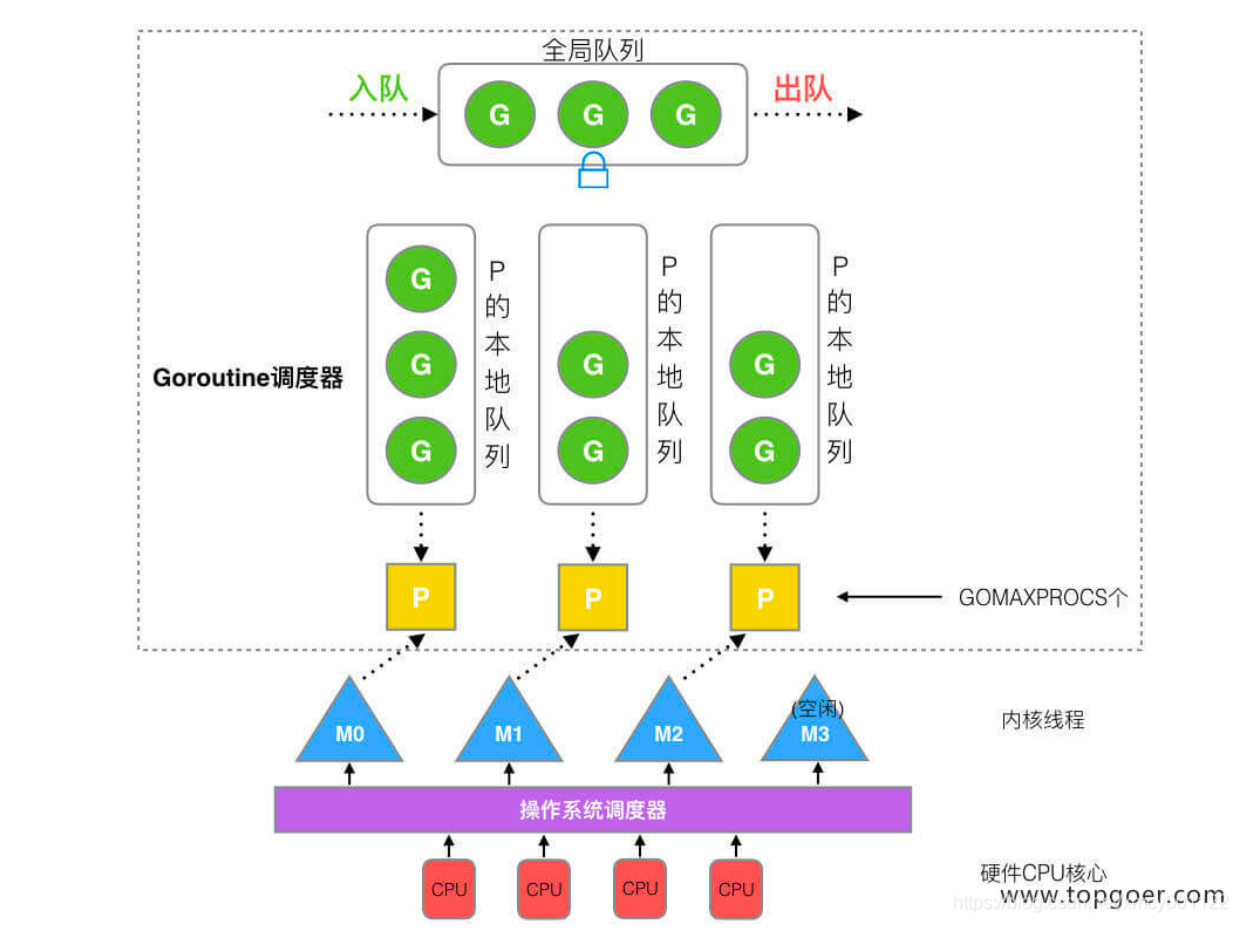 全局队列
入队
出队
G G G
G
G G G
G G G
P的本地队列
P的本地队列
P的本地队列
Goroutine调度器
P P P
GOMAXPROCS个
(空闲)
M0 M1 M2 M3
内核线程
操作系统调度器
CPU CPU CPU CPU
硬件CPU核心
www.topgoer.com